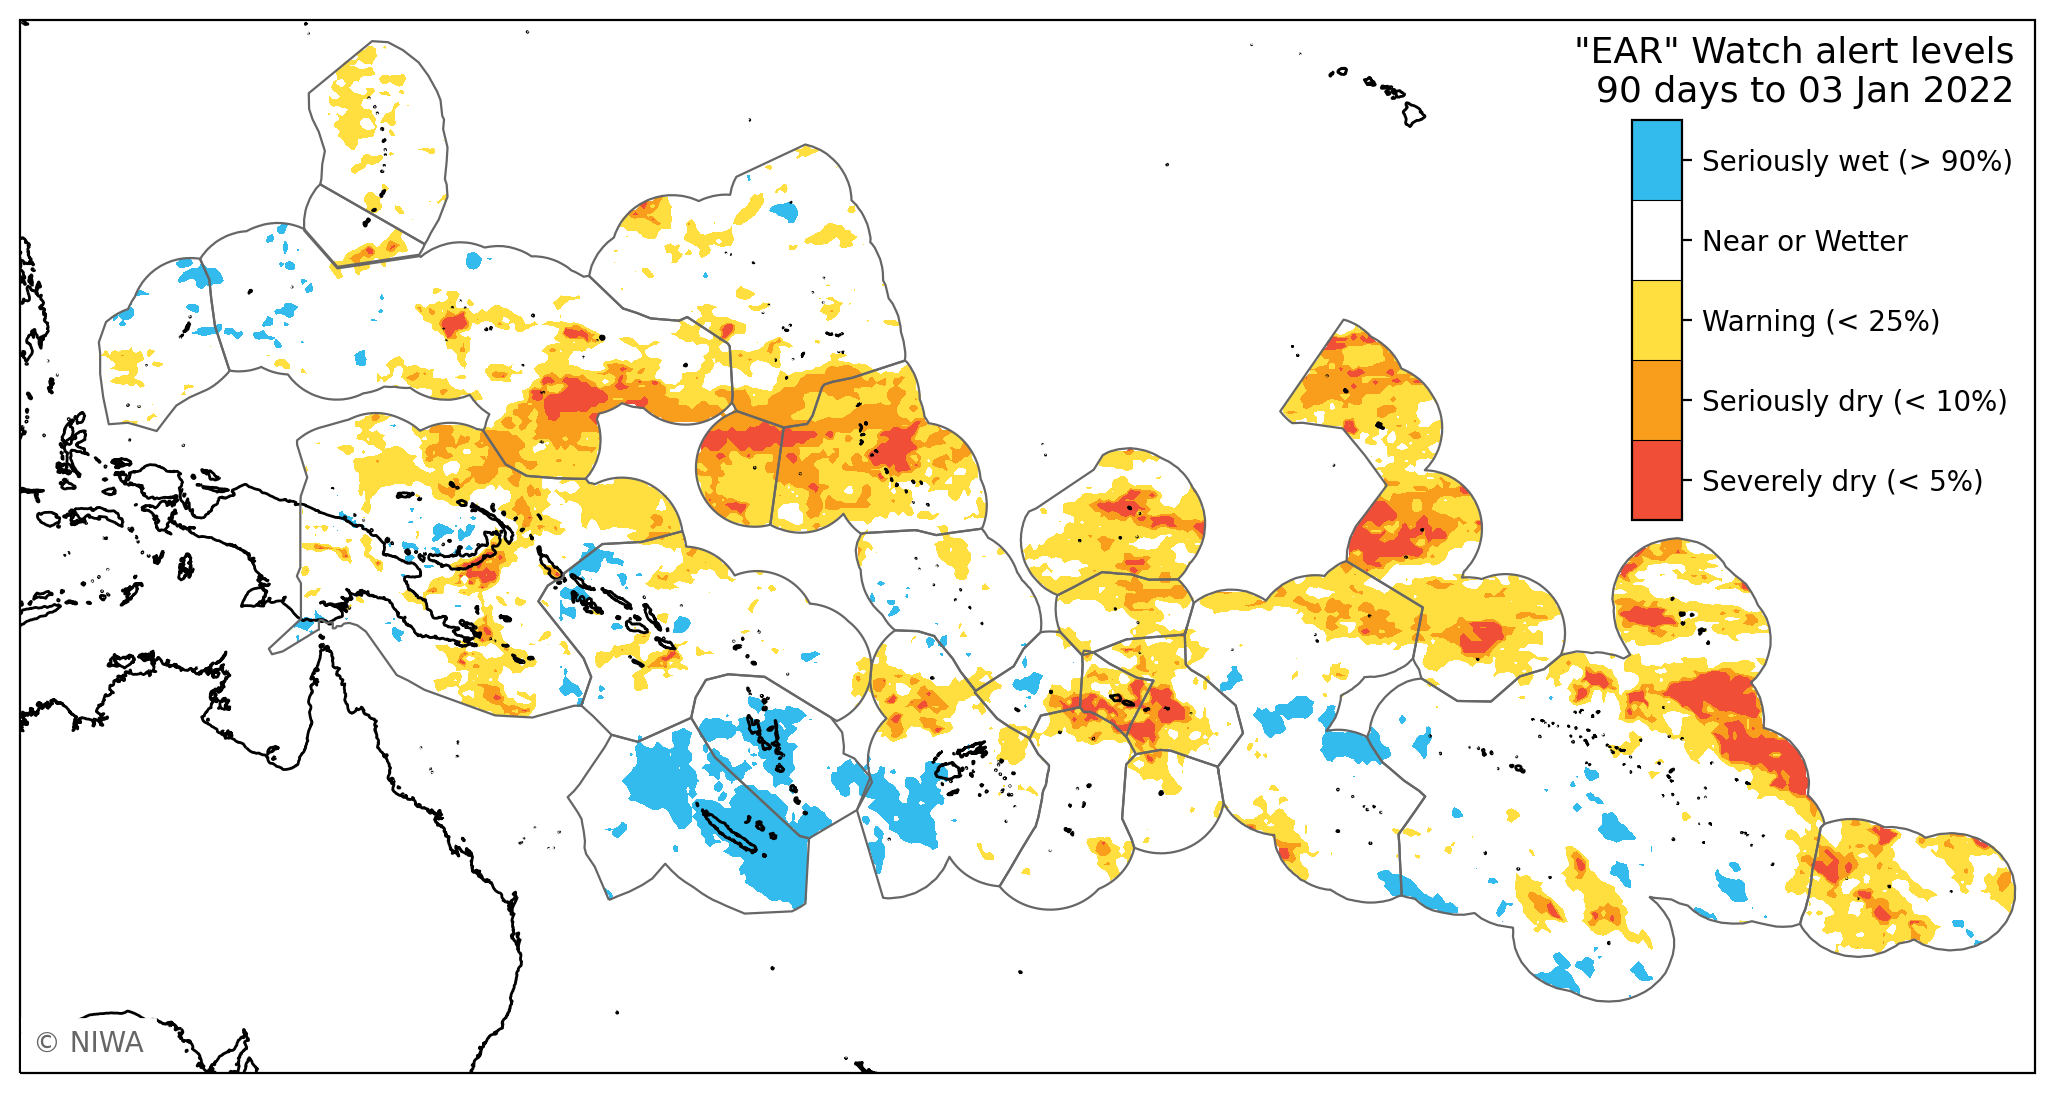 "EAR" Watch alert levels
90 days to 03 Jan 2022
Seriously wet (> 90%)
Near or Wetter
Warning (< 25%)
Seriously dry (< 10%)
Severely dry (< 5%)
© NIWA